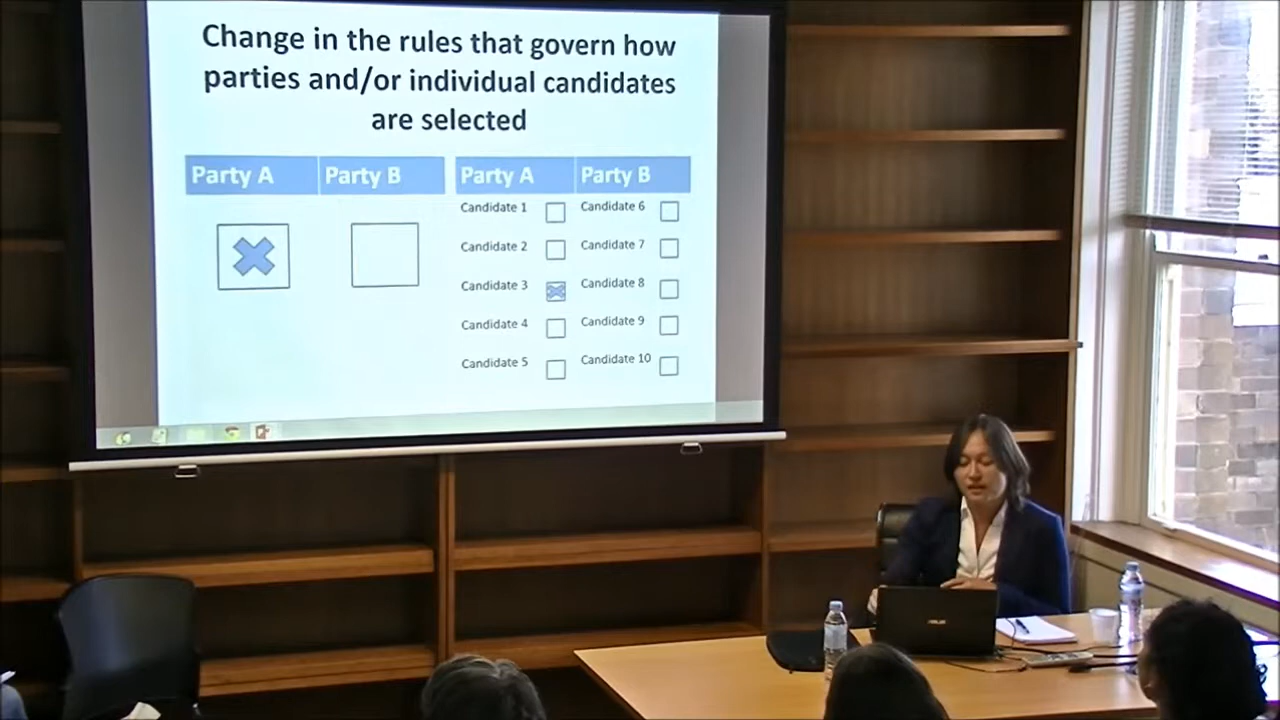 Change in the rules that govern how
parties and/or individual candidates
are selected
Party A Party B
Party A Party B
Candidate 1 Candidate 6
Candidate 2 Candidate 7
Candidate 3 Candidate 8
Candidate 4 Candidate 9
Candidate 5 Candidate 10
ASUS